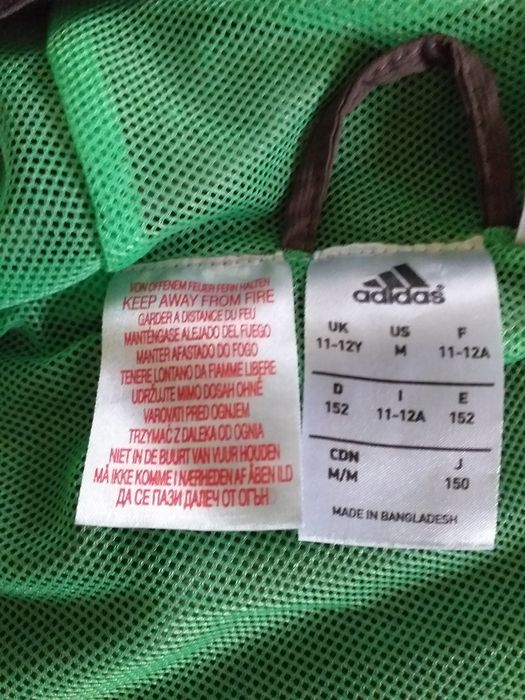 VON OFFENEM FEUER FERN HALTEN
KEEP AWAY FROM FIRE
GARDER A DISTANCE DU FEU
MANTÉNGASE ALEJADO DEL FUEGO
MANTER AFASTADO DO FOGO
TENERE LONTANO DA FIAMME LIBERE
UDRŽUJTE MIMO DOSAH OHNĚ
VAROVATI PRED OGNJEM
TRZYMAĆ Z DALEKA OD OGNIA
NIET IN DE BUURT VAN VUUR HOUDEN
MÅ IKKE KOMME I NÆRHEDEN AF ÅBEN ILD
ДА СЕ ПАЗИ ДАЛЕЧ ОТ ОГЪН
adidas
UK US F
11-12Y M 11-12A
D I E
152 11-12A 152
CDN J
M/M 150
MADE IN BANGLADESH